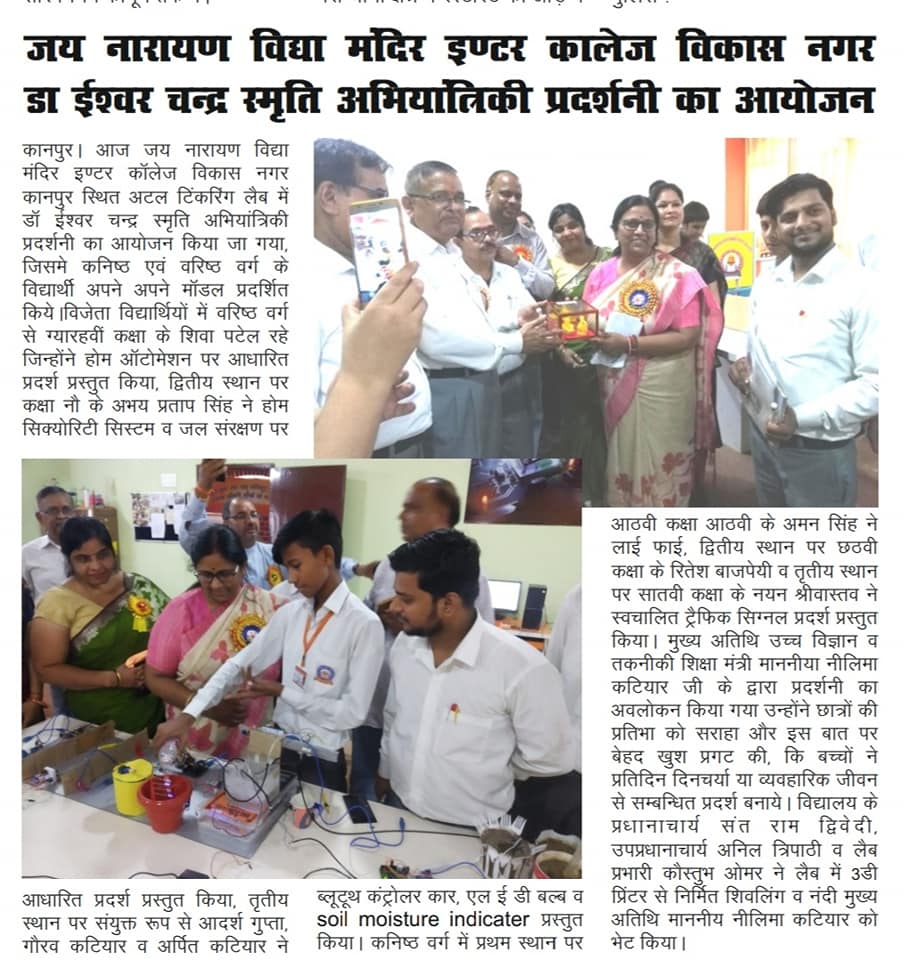 जय नारायण विद्या मंदिर इण्टर कालेज विकास नगर
डा ईश्वर चन्द्र स्मृति अभियांत्रिकी प्रदर्शनी का आयोजन
कानपुर। आज जय नारायण विद्या
मंदिर इण्टर कॉलेज विकास नगर
कानपुर स्थित अटल टिंकरिंग लैब में
डॉ ईश्वर चन्द्र स्मृति अभियांत्रिकी
प्रदर्शनी का आयोजन किया जा गया,
जिसमे कनिष्ठ एवं वरिष्ठ वर्ग के
विद्यार्थी अपने अपने मॉडल प्रदर्शित
किये।विजेता विद्यार्थियों में वरिष्ठ वर्ग
से ग्यारहवीं कक्षा के शिवा पटेल रहे
जिन्होंने होम ऑटोमेशन पर आधारित
प्रदर्श प्रस्तुत किया, द्वितीय स्थान पर
कक्षा नौ के अभय प्रताप सिंह ने होम
सिक्योरिटी सिस्टम व जल संरक्षण पर
आधारित प्रदर्श प्रस्तुत किया, तृतीय
स्थान पर संयुक्त रूप से आदर्श गुप्ता,
गौरव कटियार व अर्पित कटियार ने
ब्लूटूथ कंट्रोलर कार, एल ई डी बल्ब व
soil moisture indicater प्रस्तुत
किया। कनिष्ठ वर्ग में प्रथम स्थान पर
आठवी कक्षा आठवी के अमन सिंह ने
लाई फाई, द्वितीय स्थान पर छठवी
कक्षा के रितेश बाजपेयी व तृतीय स्थान
पर सातवी कक्षा के नयन श्रीवास्तव ने
स्वचालित ट्रैफिक सिग्नल प्रदर्श प्रस्तुत
किया। मुख्य अतिथि उच्च विज्ञान व
तकनीकी शिक्षा मंत्री माननीया नीलिमा
कटियार जी के द्वारा प्रदर्शनी का
अवलोकन किया गया उन्होंने छात्रों की
प्रतिभा को सराहा और इस बात पर
बेहद खुश प्रगट की, कि बच्चों ने
प्रतिदिन दिनचर्या या व्यवहारिक जीवन
से सम्बन्धित प्रदर्श बनाये। विद्यालय के
प्रधानाचार्य संत राम द्विवेदी,
उपप्रधानाचार्य अनिल त्रिपाठी व लैब
प्रभारी कौस्तुभ ओमर ने लैब में 3डी
प्रिंटर से निर्मित शिवलिंग व नंदी मुख्य
अतिथि माननीय नीलिमा कटियार को
भेट किया।